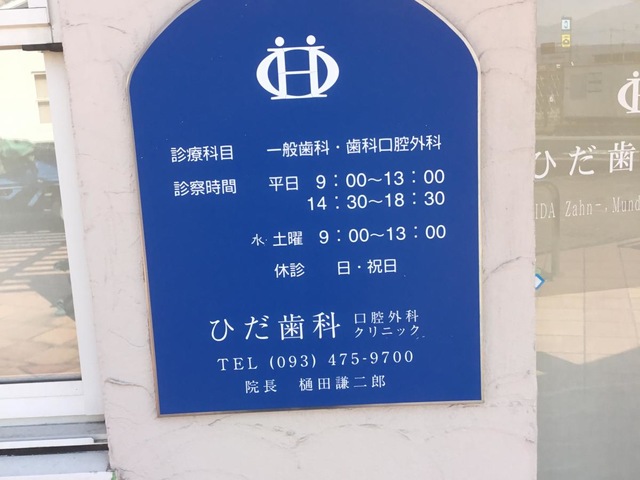 診療科目 一般歯科・歯科口腔外科
診察時間 平日 9:00～13:00
14:30～18:30
水・土曜 9:00～13:00
休診 日・祝日
ひだ歯科 口腔外科クリニック
TEL (093) 475-9700
院長 樋田謙二郎
ひだ歯
IDA Zahn-, Mund